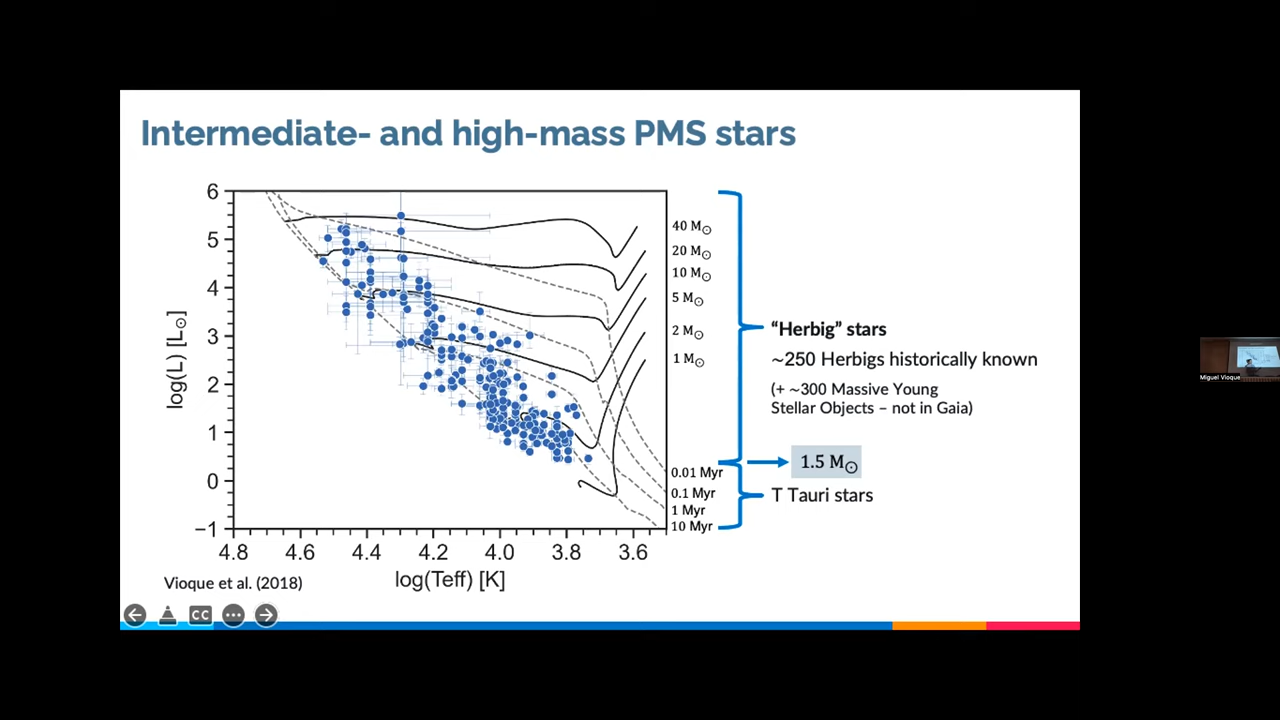 Intermediate- and high-mass PMS stars
log(L) [L⊙]
6
5
4
3
2
1
0
−1
4.8 4.6 4.4 4.2 4.0 3.8 3.6
log(Teff) [K]
40 M⊙
20 M⊙
10 M⊙
5 M⊙
2 M⊙
1 M⊙
0.01 Myr
0.1 Myr
1 Myr
10 Myr
“Herbig” stars
~250 Herbigs historically known
(+ ~300 Massive Young
Stellar Objects – not in Gaia)
1.5 M⊙
T Tauri stars
Vioque et al. (2018)
CC
Miguel Vioque